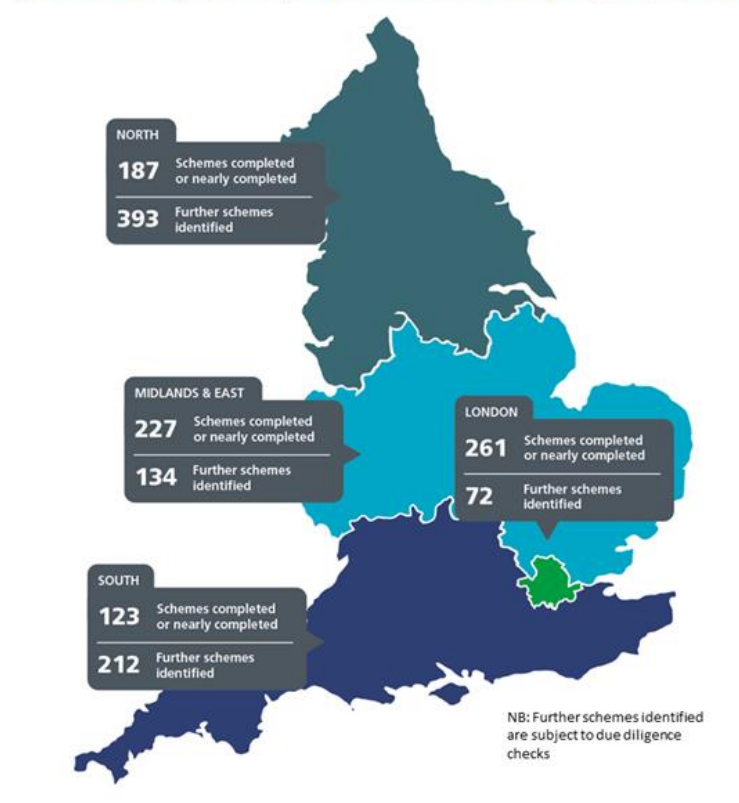 NORTH
187 Schemes completed
or nearly completed
393 Further schemes
identified
MIDLANDS & EAST
227 Schemes completed
or nearly completed
134 Further schemes
identified
LONDON
261 Schemes completed
or nearly completed
72 Further schemes
identified
SOUTH
123 Schemes completed
or nearly completed
212 Further schemes
identified
NB: Further schemes identified
are subject to due diligence
checks